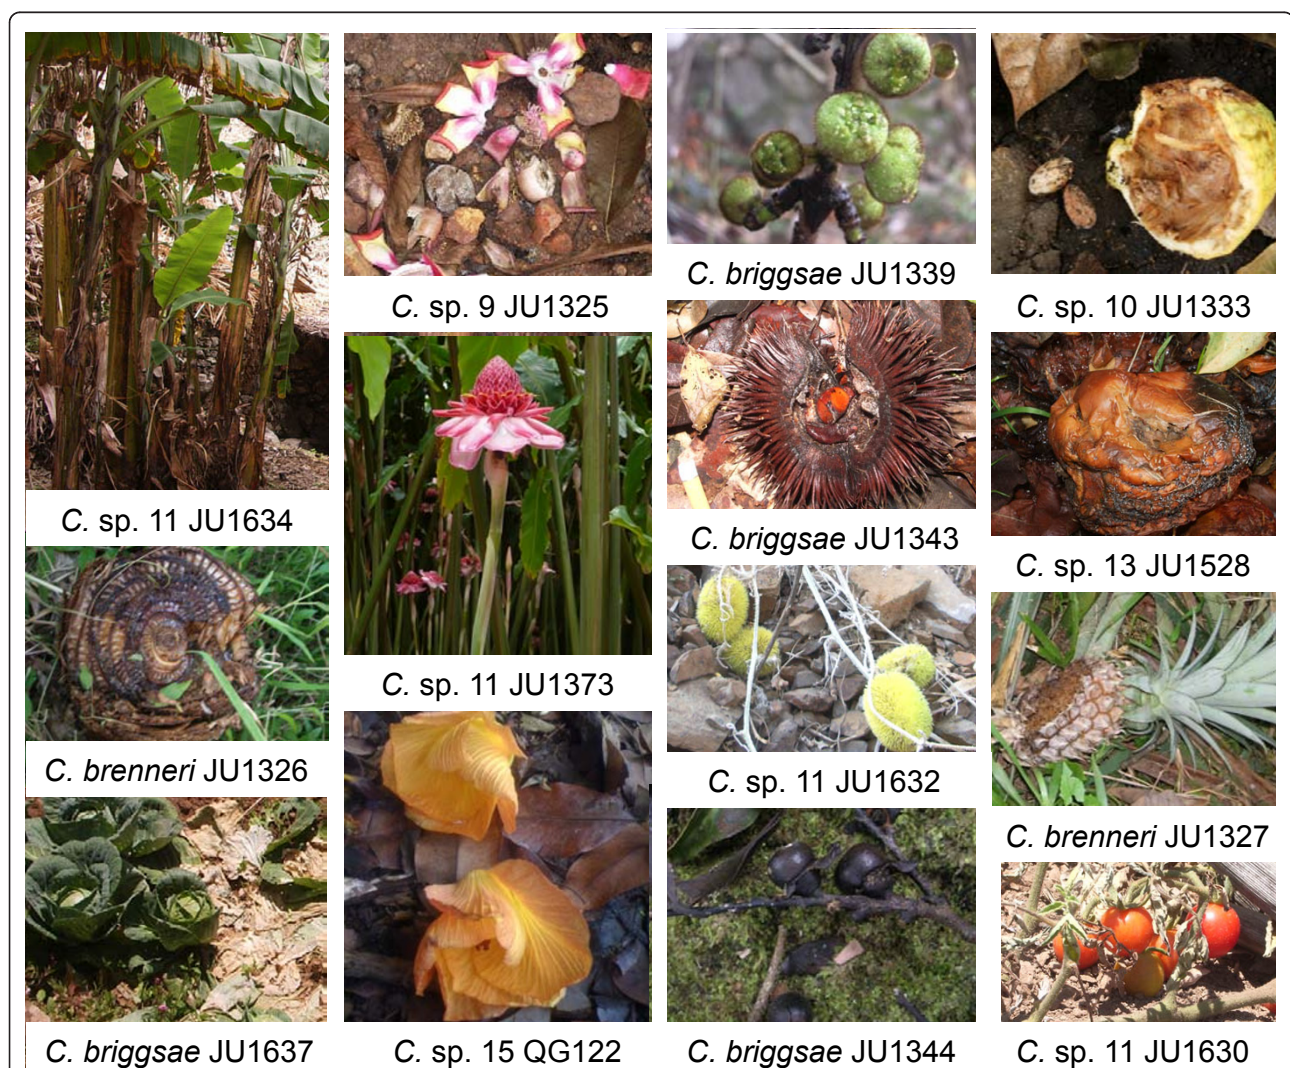 C. sp. 11 JU1634
C. brenneri JU1326
C. briggsae JU1637
C. sp. 9 JU1325
C. sp. 11 JU1373
C. sp. 15 QG122
C. briggsae JU1339
C. briggsae JU1343
C. sp. 11 JU1632
C. briggsae JU1344
C. sp. 10 JU1333
C. sp. 13 JU1528
C. brenneri JU1327
C. sp. 11 JU1630